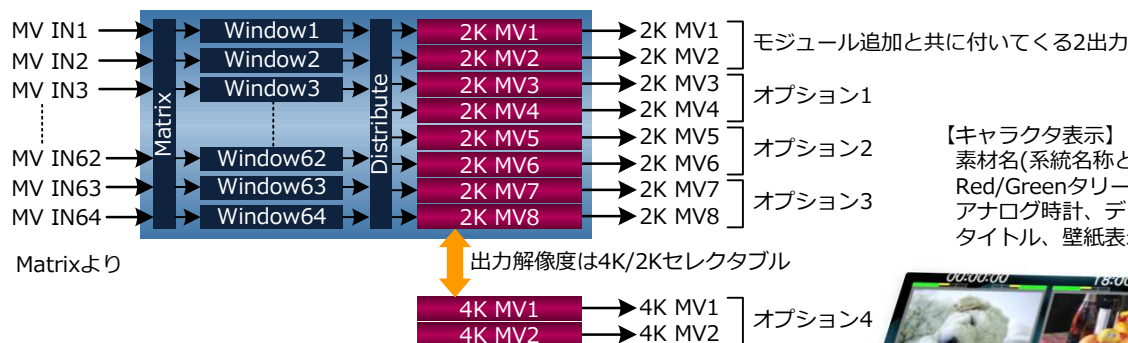 MV IN1
MV IN2
MV IN3
MV IN62
MV IN63
MV IN64
Matrixより
Matrix
Window1
Window2
Window3
Window62
Window63
Window64
Distribute
2K MV1
2K MV2
2K MV3
2K MV4
2K MV5
2K MV6
2K MV7
2K MV8
2K MV1
2K MV2
2K MV3
2K MV4
2K MV5
2K MV6
2K MV7
2K MV8
モジュール追加と共に付いてくる2出力
オプション1
オプション2
オプション3
出力解像度は4K/2Kセレクタブル
4K MV1
4K MV2
4K MV1
4K MV2
オプション4
【キャラクタ表示】
素材名(系統名称と
Red/Greenタリー
アナログ時計、デ
タイトル、壁紙表
00:00:00